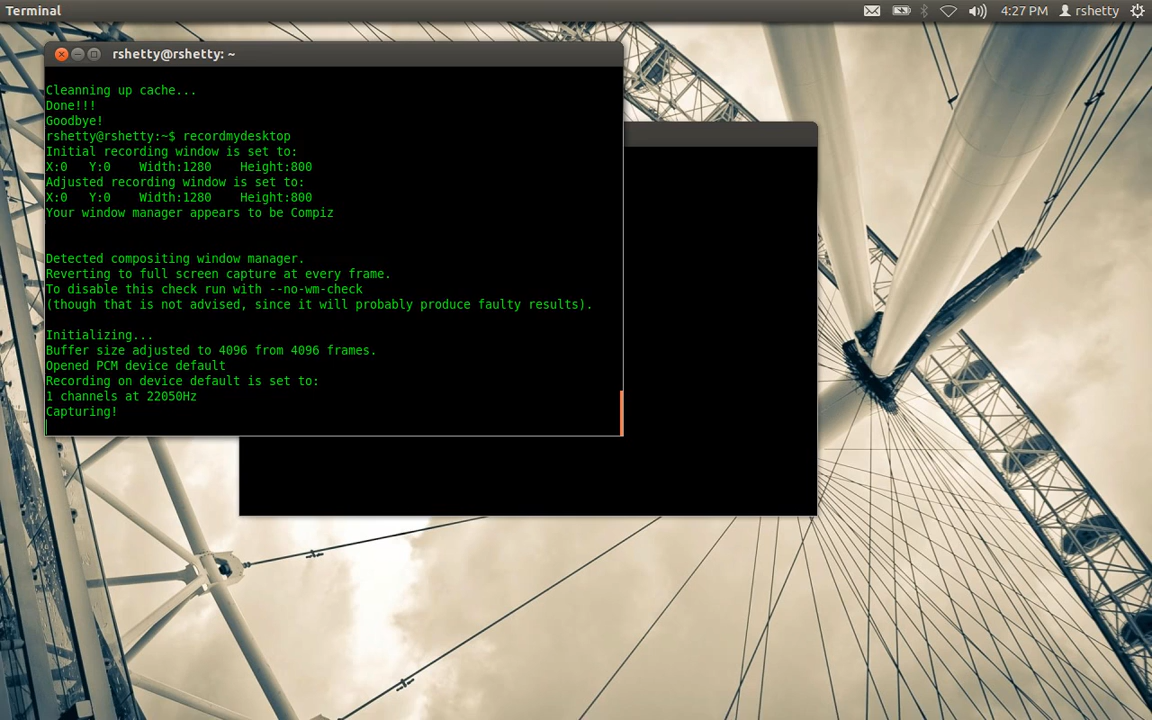 Terminal
4:27 PM
rshetty
rshetty@rshetty: ~
Cleanning up cache...
Done!!!
Goodbye!
rshetty@rshetty:~$ recordmydesktop
Initial recording window is set to:
X:0   Y:0    Width:1280    Height:800
Adjusted recording window is set to:
X:0   Y:0    Width:1280    Height:800
Your window manager appears to be Compiz
Detected compositing window manager.
Reverting to full screen capture at every frame.
To disable this check run with --no-wm-check
(though that is not advised, since it will probably produce faulty results).
Initializing...
Buffer size adjusted to 4096 from 4096 frames.
Opened PCM device default
Recording on device default is set to:
1 channels at 22050Hz
Capturing!